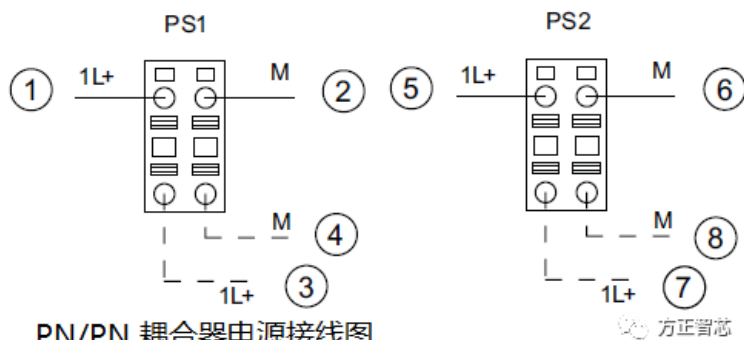 PS1
PS2
① 1L+ M ②
⑤ 1L+ M ⑥
M ④
1L+ ③
M ⑧
1L+ ⑦
PN/PN 耦合器电源接线图
方正智芯